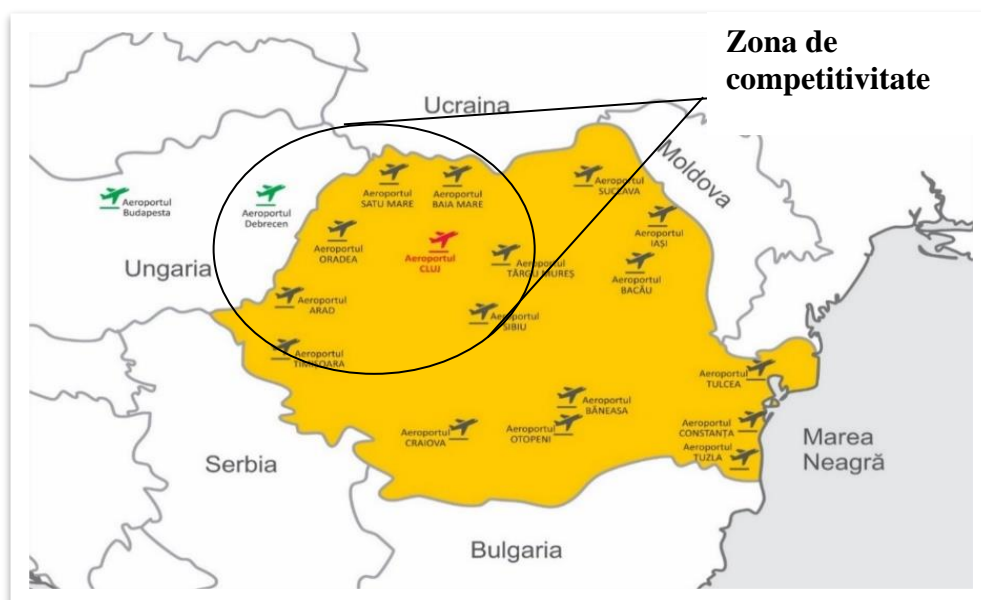 Zona de
competitivitate
Ucraina
Moldova
Aeroportul
SUCEAVA
Aeroportul
SATU MARE
Aeroportul
BAIA MARE
Aeroportul
Budapesta
Aeroportul
Debrecen
Aeroportul
IAȘI
Aeroportul
ORADEA
Aeroportul
CLUJ
Aeroportul
TÂRGU MUREȘ
Aeroportul
BACĂU
Ungaria
Aeroportul
ARAD
Aeroportul
SIBIU
Aeroportul
TIMIȘOARA
Aeroportul
TULCEA
Aeroportul
BĂNEASA
Aeroportul
CRAIOVA
Aeroportul
OTOPENI
Aeroportul
CONSTANȚA
Aeroportul
TUZLA
Marea
Neagră
Serbia
Bulgaria